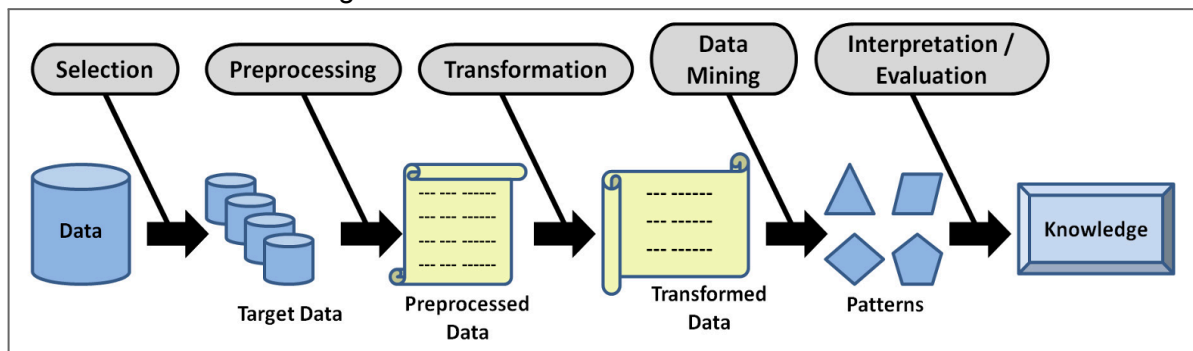 Selection
Preprocessing
Transformation
Data
Mining
Interpretation /
Evaluation
Data
Target Data
--- --- ------
--- --- ------
--- --- ------
--- --- ------
Preprocessed
Data
--- ------
--- ------
--- ------
Transformed
Data
Patterns
Knowledge